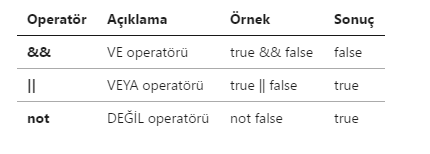 Operatör Açıklama Örnek Sonuç
&& VE operatörü true && false false
|| VEYA operatörü true || false true
not DEĞİL operatörü not false true